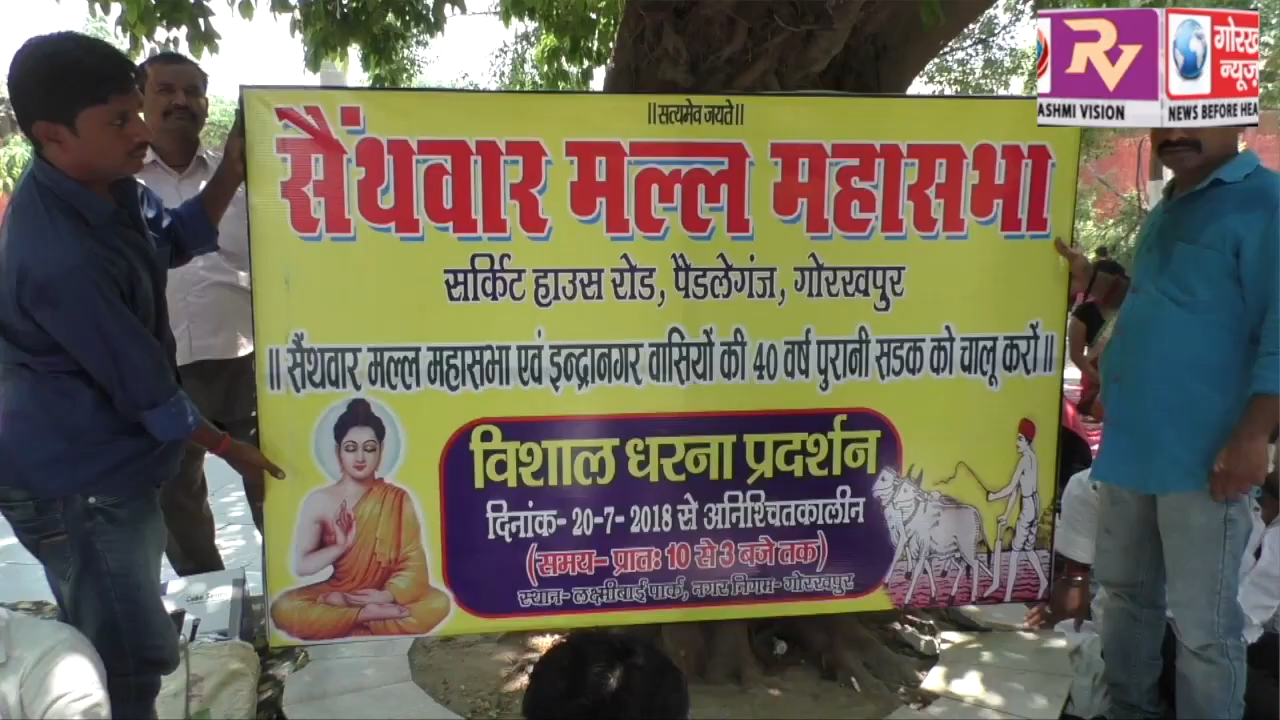 ॥सत्यमेव जयते॥
सैंथवार मल्ल महासभा
सर्किट हाउस रोड, पैडलेगंज, गोरखपुर
॥ सैंथवार मल्ल महासभा एवं इन्द्रानगर वासियों की 40 वर्ष पुरानी सडक को चालू करों॥
विशाल धरना प्रदर्शन
दिनांक- 20-7- 2018 से अनिश्चितकालीन
(समय- प्रातः 10 से 3 बजे तक)
स्थान- लक्ष्मीबाई पार्क, नगर निगम- गोरखपुर
RV
ASHMI VISION
गोरख
न्यूज़
NEWS BEFORE HEA